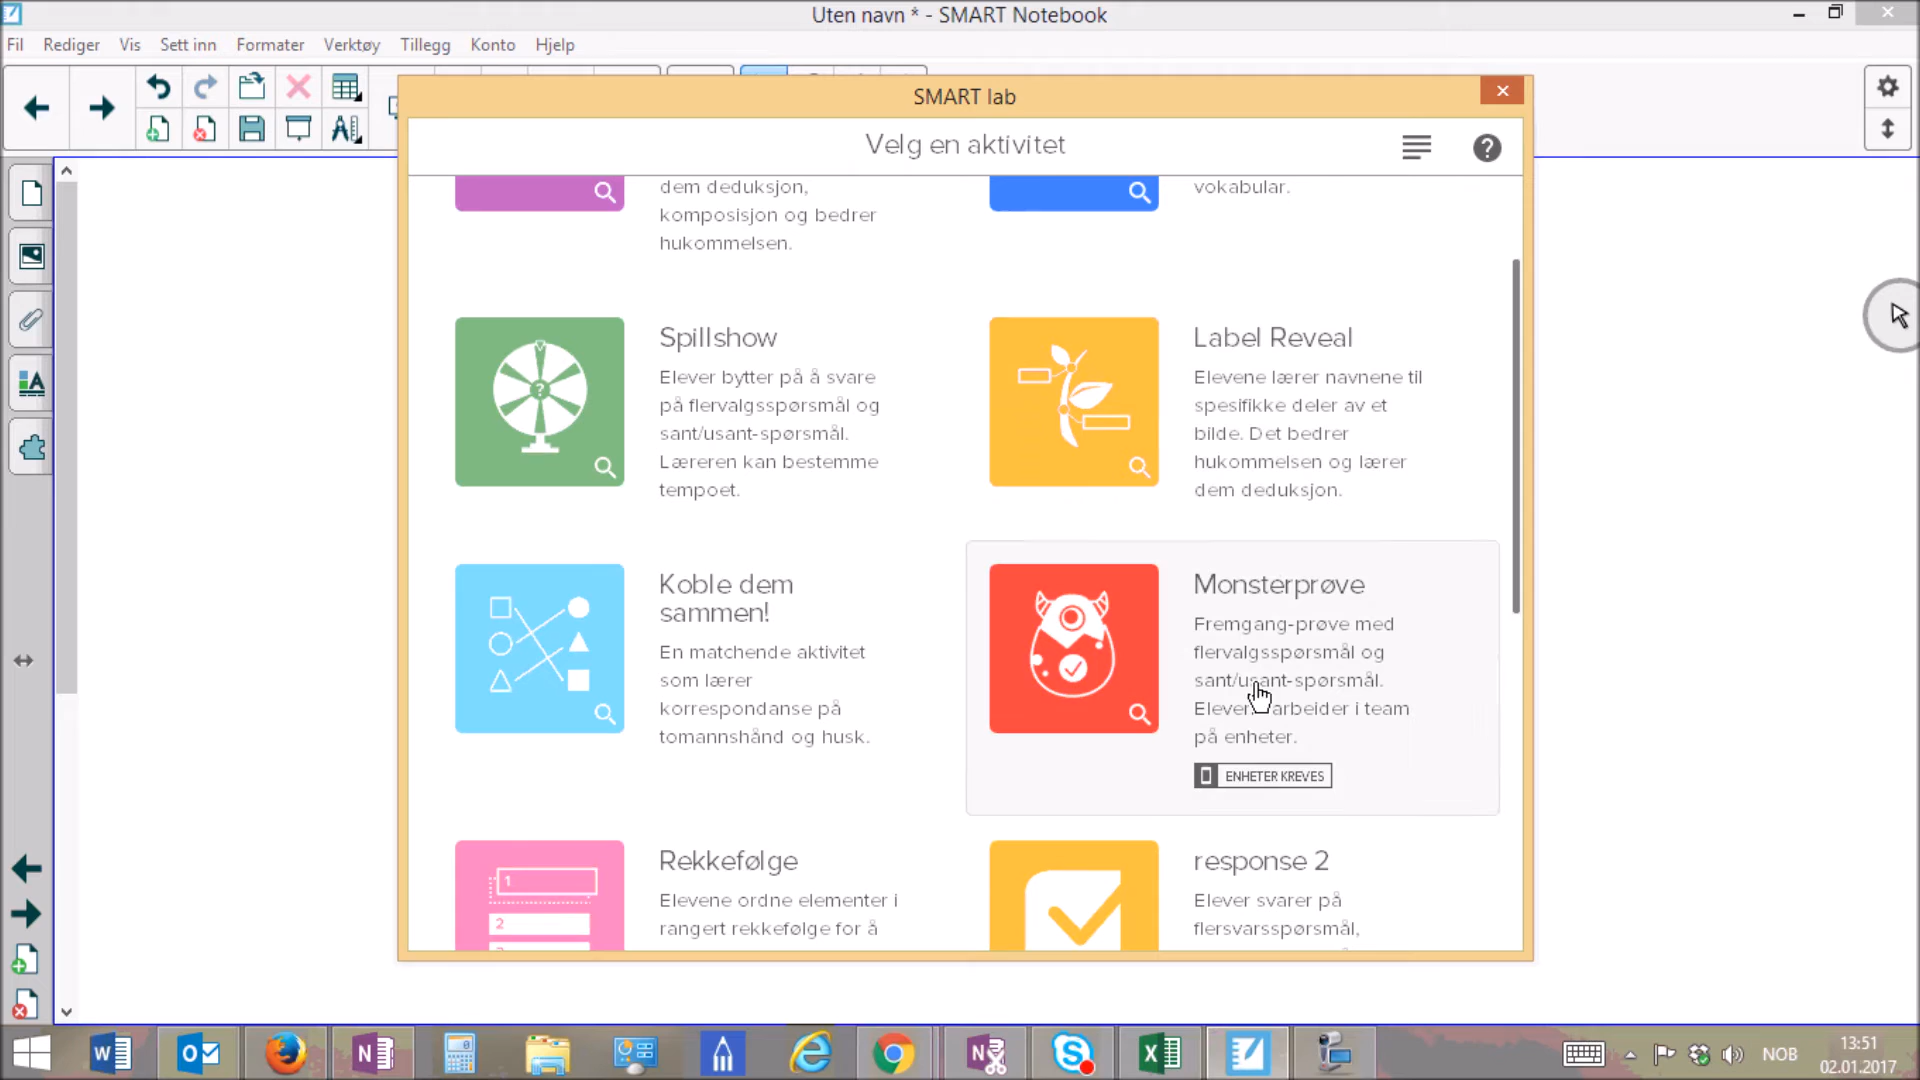 Uten navn * - SMART Notebook
Fil Rediger Vis Sett inn Formater Verktøy Tillegg Konto Hjelp
SMART lab
Velg en aktivitet
dem deduksjon,
komposisjon og bedrer
hukommelsen.
vokabular.
Spillshow
Elever bytter på å svare
på flervalgsspørsmål og
sant/usant-spørsmål.
Læreren kan bestemme
tempoet.
Label Reveal
Elevene lærer navnene til
spesifikke deler av et
bilde. Det bedrer
hukommelsen og lærer
dem deduksjon.
Koble dem
sammen!
En matchende aktivitet
som lærer
korrespondanse på
tomannshånd og husk.
Monsterprøve
Fremgang-prøve med
flervalgsspørsmål og
sant/usant-spørsmål.
arbeider i team
på enheter.
ENHETER KREVES
1
2
Rekkefølge
Elevene ordne elementer i
rangert rekkefølge for å
response 2
Elever svarer på
flersvarsspørsmål,
NOB
13:51
02.01.2017